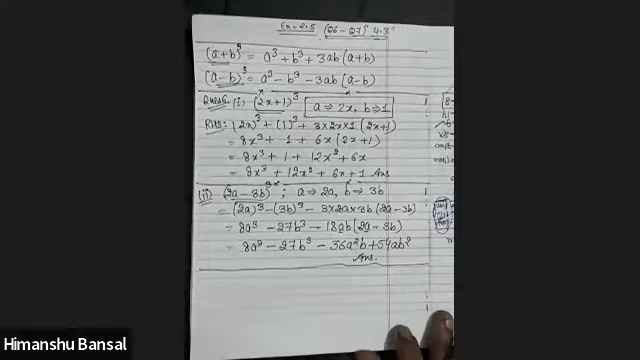 Ex-2.5 (Q6-Q7) 4.3
(a+b)³ = a³+b³+3ab(a+b)
(a-b)³ = a³-b³-3ab(a-b)
Ques6. (i) (2x+1)³ [a⇒2x, b⇒1]
RHS: (2x)³+(1)³+3×2x×1(2x+1)
= 8x³+1+6x(2x+1)
= 8x³+1+12x²+6x
= 8x³+12x²+6x+1 Ans
(ii) (2a-3b)³; a⇒2a, b⇒3b
= (2a)³-(3b)³-3×2a×3b(2a-3b)
= 8a³-27b³-18ab(2a-3b)
= 8a³-27b³-36a²b+54ab²
Ans.
Himanshu Bansal